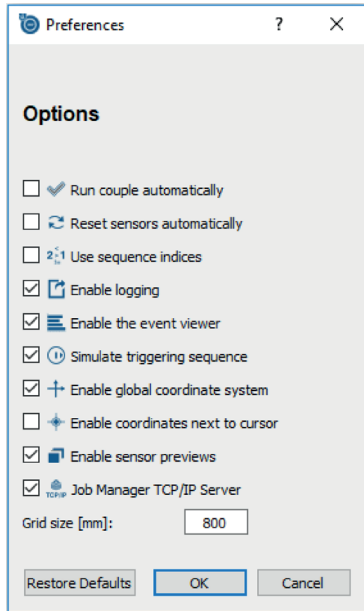 Preferences
?
Options
Run couple automatically
Reset sensors automatically
Use sequence indices
Enable logging
Enable the event viewer
Simulate triggering sequence
Enable global coordinate system
Enable coordinates next to cursor
Enable sensor previews
TCP/IP Job Manager TCP/IP Server
Grid size [mm]: 800
Restore Defaults OK Cancel